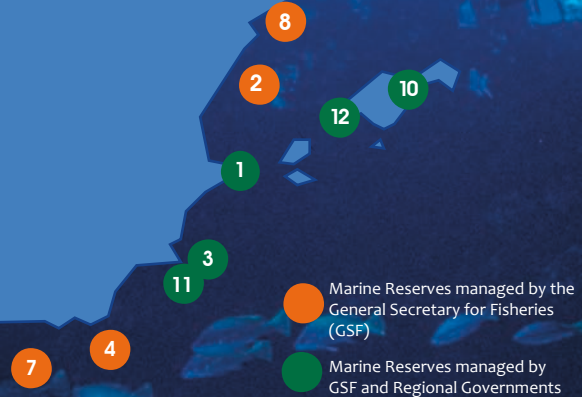 8
2
10
12
1
3
11
4
7
Marine Reserves managed by the
General Secretary for Fisheries
(GSF)
Marine Reserves managed by
GSF and Regional Governments